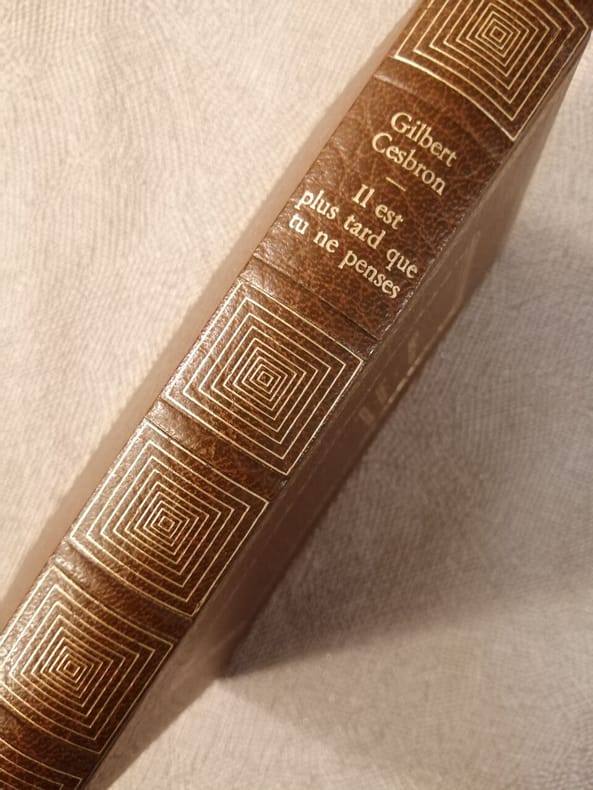 Gilbert
Cesbron
—
Il est
plus tard que
tu ne penses